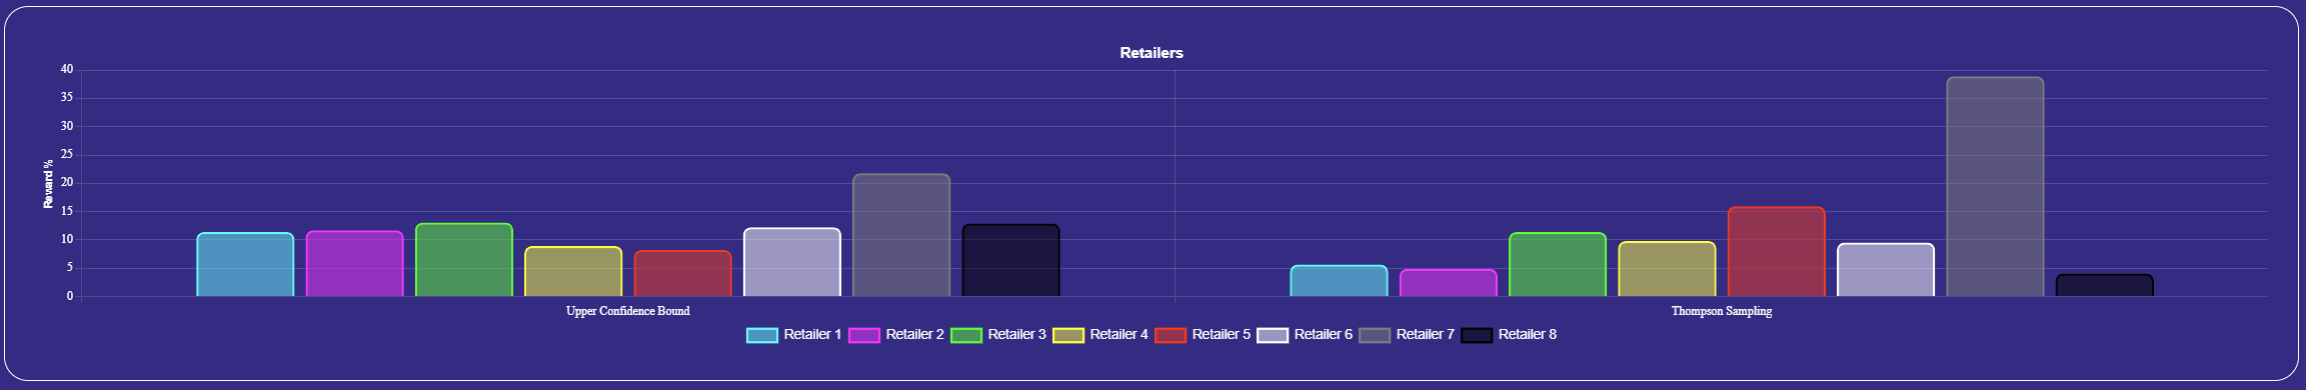 Retailers
40
35
30
25
20
15
10
5
0
Reward %
Upper Confidence Bound
Thompson Sampling
Retailer 1 Retailer 2 Retailer 3 Retailer 4 Retailer 5 Retailer 6 Retailer 7 Retailer 8